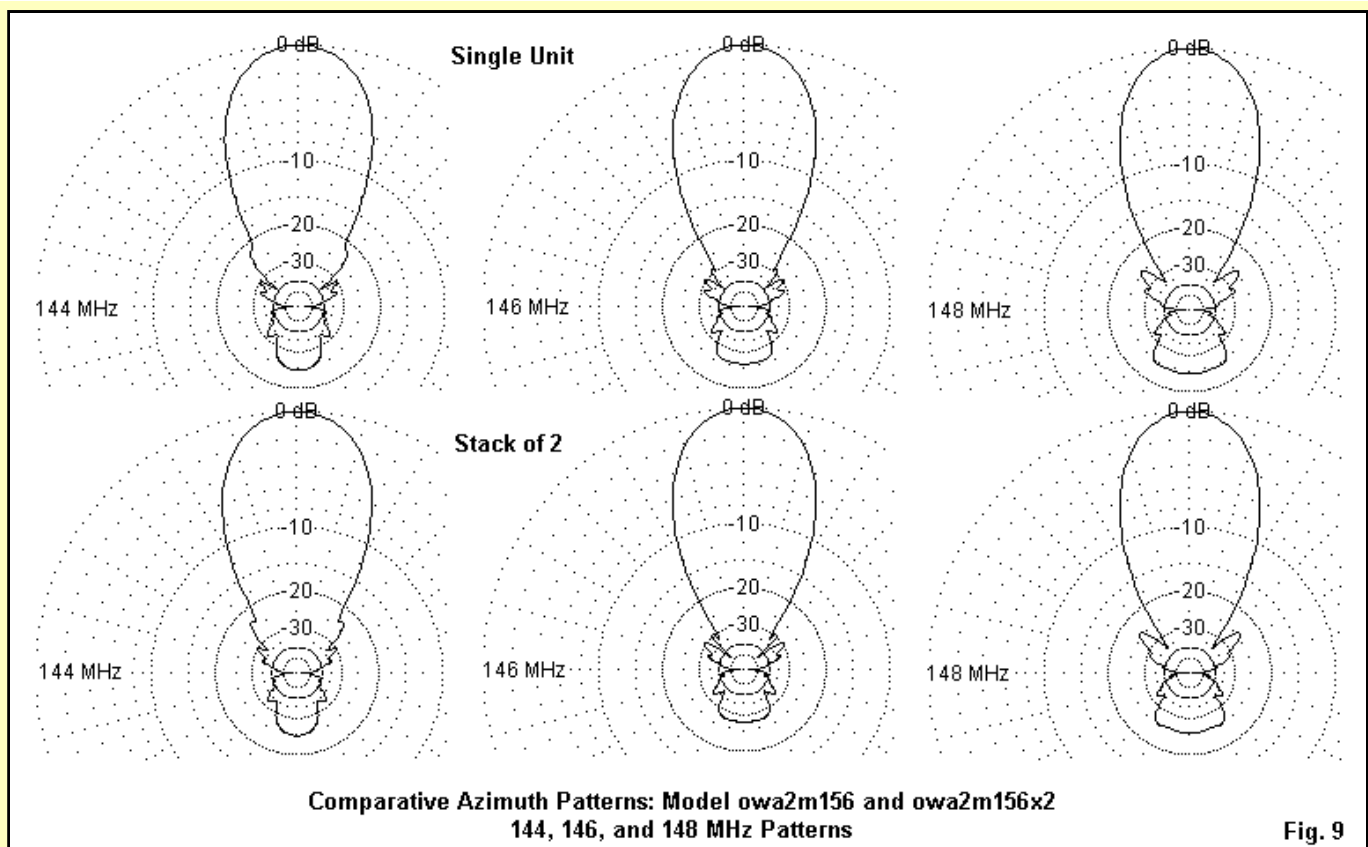 0 dB
0 dB
0 dB
Single Unit
-10
-10
-10
-20
-20
-20
-30
-30
-30
144 MHz
146 MHz
148 MHz
0 dB
0 dB
0 dB
Stack of 2
-10
-10
-10
-20
-20
-20
-30
-30
-30
144 MHz
146 MHz
148 MHz
Comparative Azimuth Patterns: Model owa2m156 and owa2m156x2
144, 146, and 148 MHz Patterns
Fig. 9